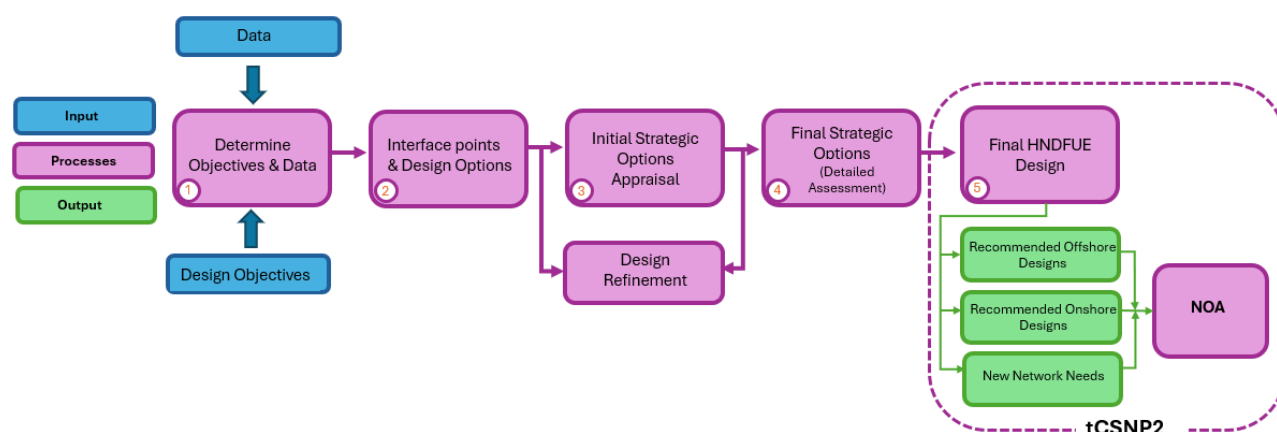 Data
Input
Processes
Output
Determine
Objectives & Data
1
Interface points
& Design Options
2
Initial Strategic
Options
Appraisal
3
Final Strategic
Options
(Detailed
Assessment)
4
Final HNDFUE
Design
5
Design Objectives
Design
Refinement
Recommended Offshore
Designs
Recommended Onshore
Designs
New Network Needs
NOA
tCSNP2